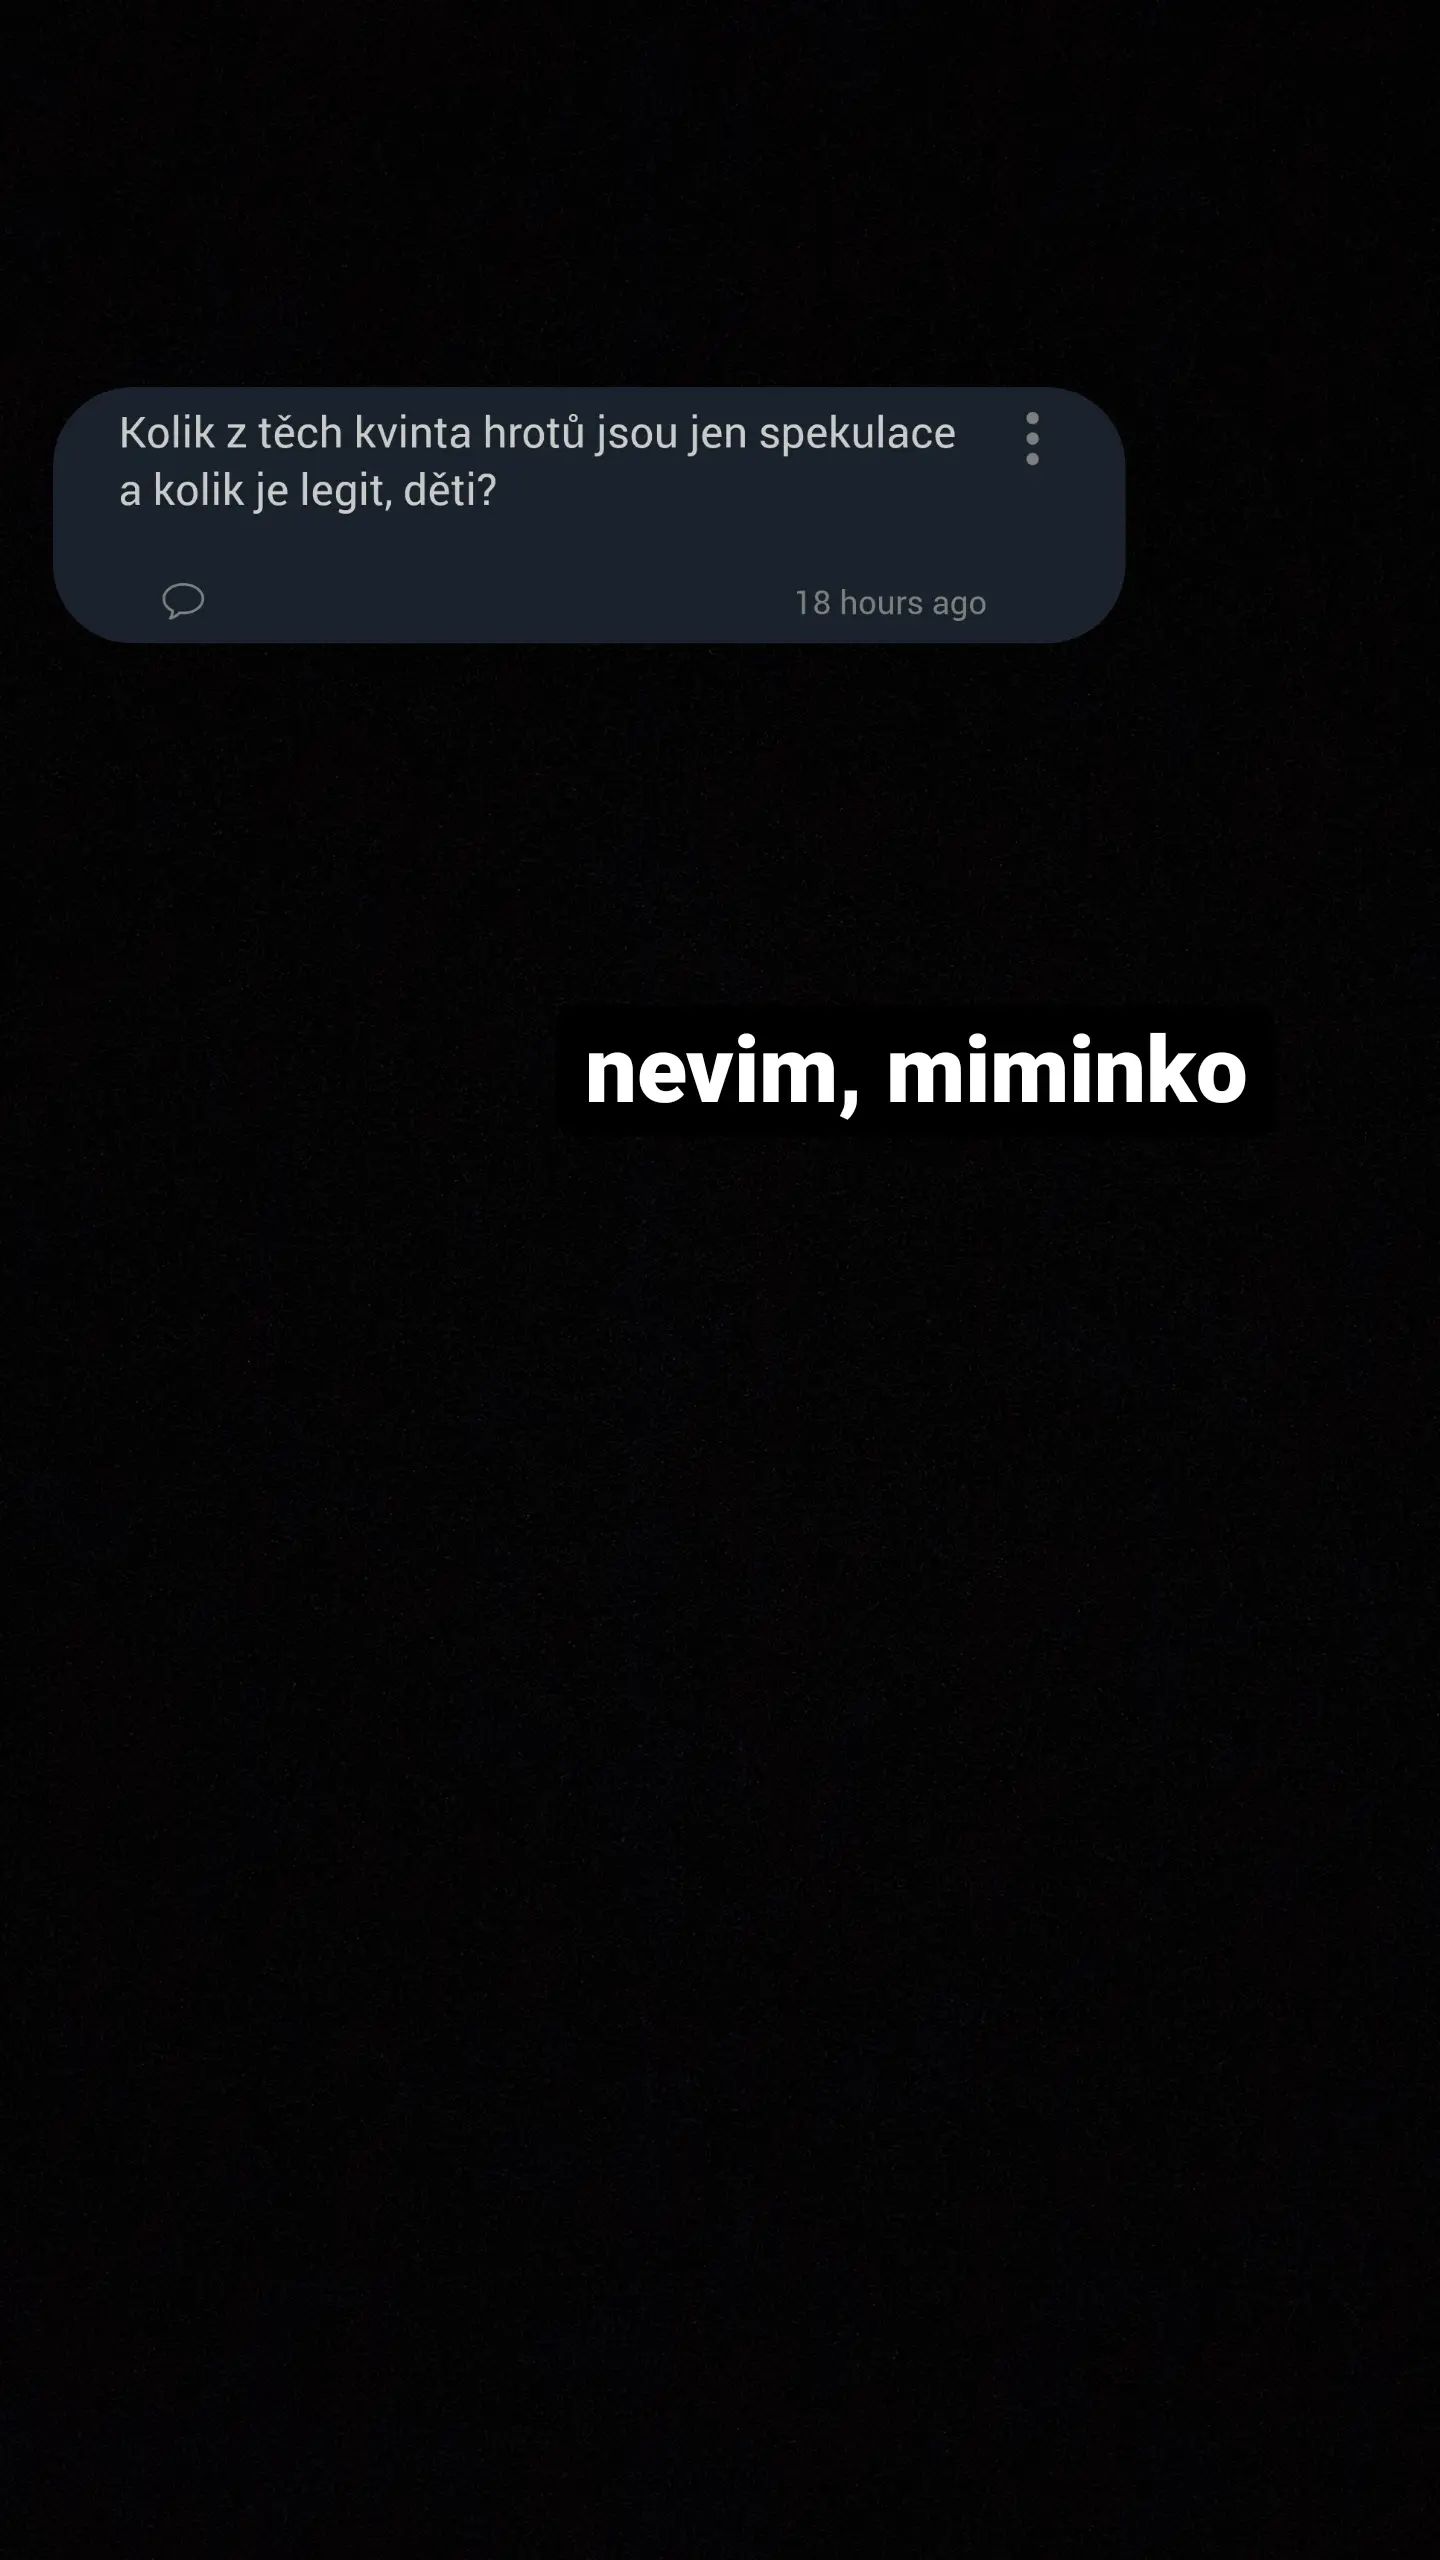 Kolik z těch kvinta hrotů jsou jen spekulace
a kolik je legit, děti?
18 hours ago
nevim, miminko